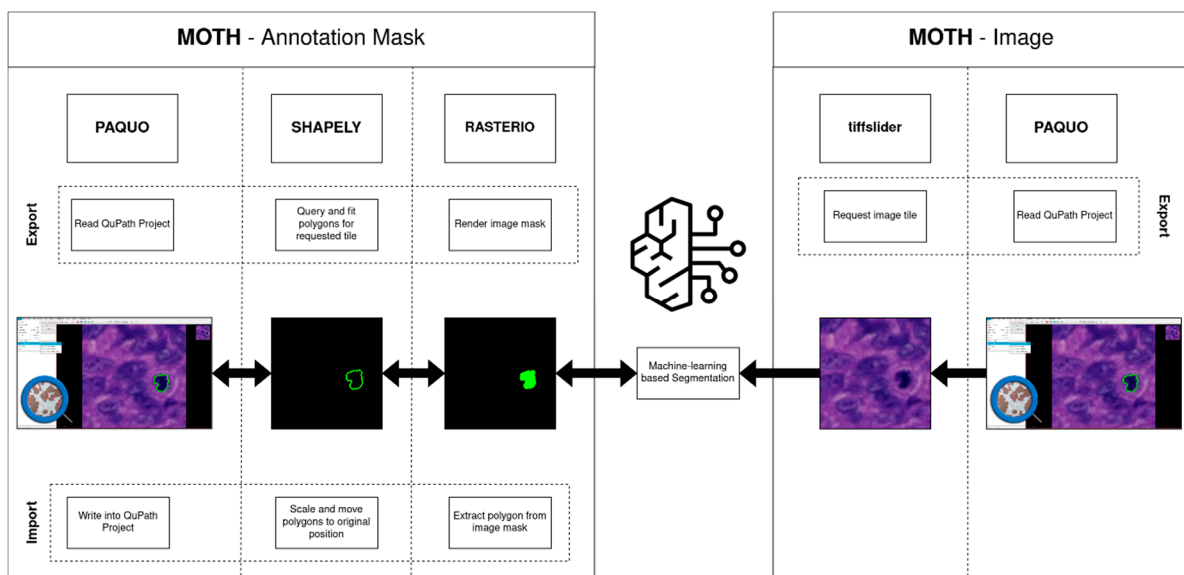 MOTH - Annotation Mask
MOTH - Image
PAQUO
SHAPELY
RASTERIO
tiffslider
PAQUO
Export
Read QuPath Project
Query and fit
polygons for
requested tile
Render image mask
Request image tile
Read QuPath Project
Export
Machine-learning
based Segmentation
Import
Write into QuPath
Project
Scale and move
polygons to original
position
Extract polygon from
image mask